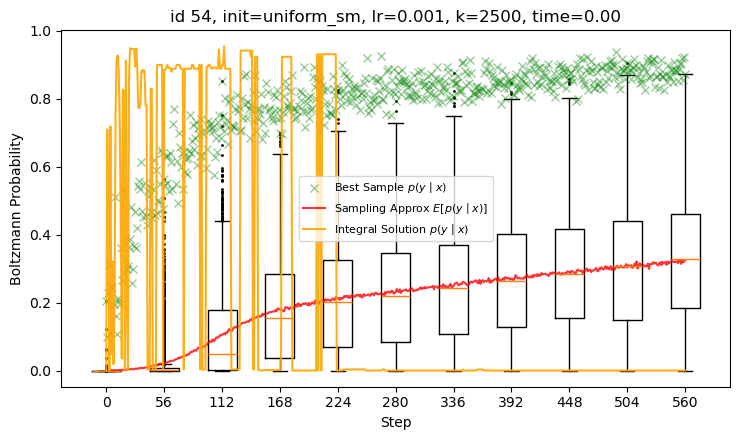 id 54, init=uniform_sm, lr=0.001, k=2500, time=0.00
Boltzmann Probability
1.0
0.8
0.6
0.4
0.2
0.0
Best Sample p(y | x)
Sampling Approx E[p(y | x)]
Integral Solution p(y | x)
0 56 112 168 224 280 336 392 448 504 560
Step